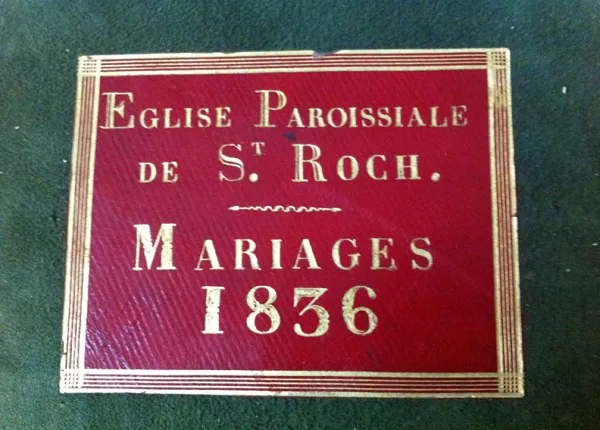 EGLISE PAROISSIALE
DE ST. ROCH.
MARIAGES
1836